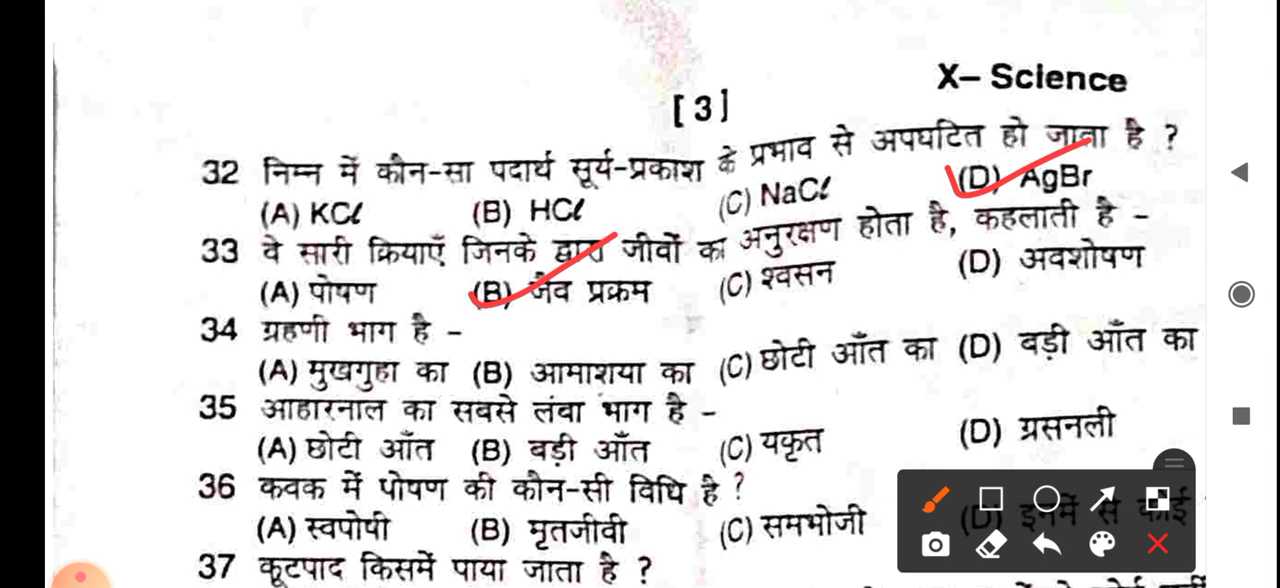 X– Science
[ 3 ]
32 निम्न में कौन-सा पदार्थ सूर्य-प्रकाश के प्रभाव से अपघटित हो जाता है ?
(A) KCl (B) HCl (C) NaCl (D) AgBr
33 वे सारी क्रियाएँ जिनके द्वारा जीवों का अनुरक्षण होता है, कहलाती है -
(A) पोषण (B) जैव प्रक्रम (C) श्वसन (D) अवशोषण
34 ग्रहणी भाग है -
(A) मुखगुहा का (B) आमाशया का (C) छोटी आँत का (D) बड़ी आँत का
35 आहारनाल का सबसे लंबा भाग है -
(A) छोटी आँत (B) बड़ी आँत (C) यकृत (D) ग्रसनली
36 कवक में पोषण की कौन-सी विधि है ?
(A) स्वपोषी (B) मृतजीवी (C) समभोजी (D) इनमें से कोई
37 कूटपाद किसमें पाया जाता है ?